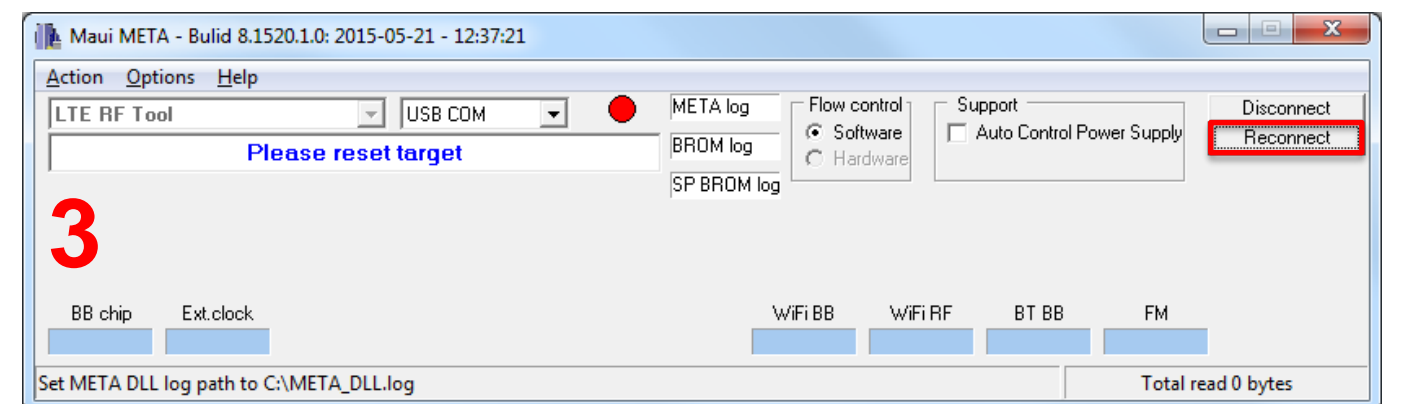 Maui META - Bulid 8.1520.1.0: 2015-05-21 - 12:37:21
Action Options Help
LTE RF Tool USB COM
Please reset target
META log
BROM log
SP BROM log
Flow control
Software
Hardware
Support
Auto Control Power Supply
Disconnect
Reconnect
3
BB chip Ext.clock WiFi BB WiFi RF BT BB FM
Set META DLL log path to C:\META_DLL.log Total read 0 bytes